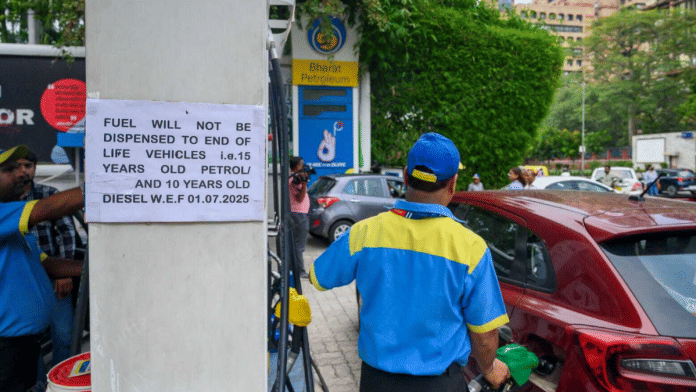 FUEL WILL NOT BE
DISPENSED TO END OF
LIFE VEHICLES i.e.15
YEARS OLD PETROL/
AND 10 YEARS OLD
DIESEL W.E.F 01.07.2025
Bharat
Petroleum
OR